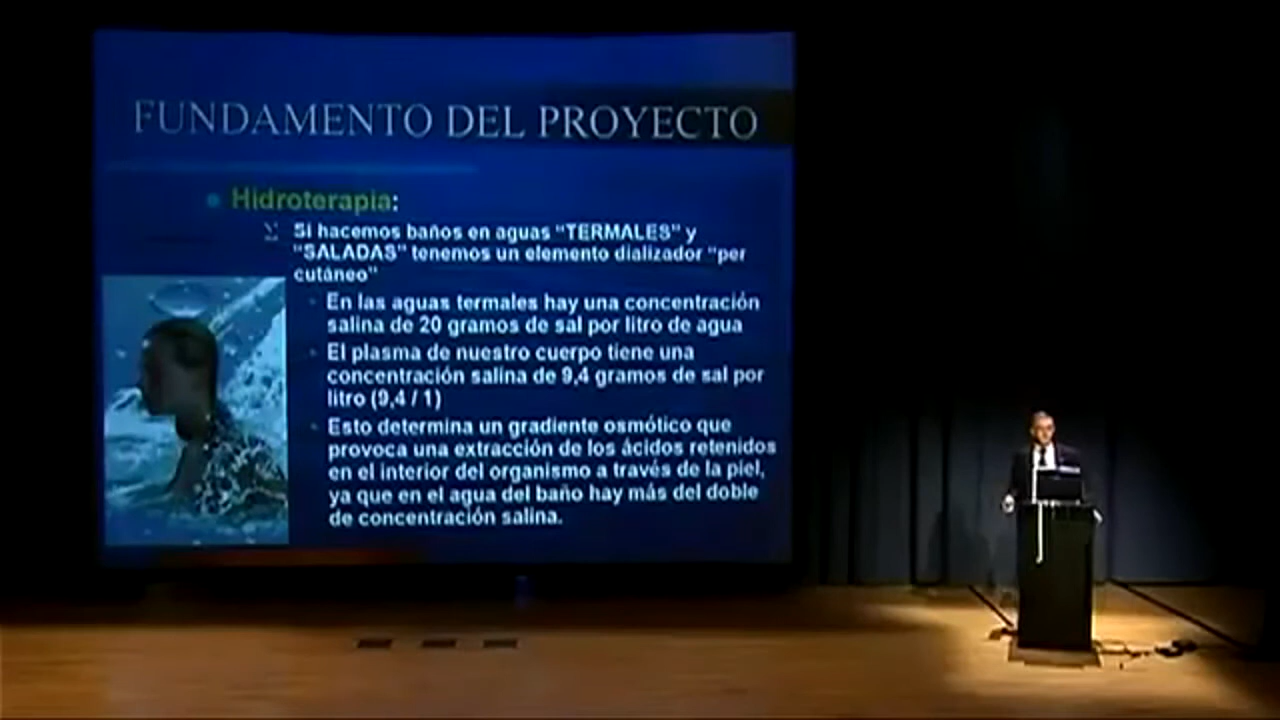 FUNDAMENTO DEL PROYECTO
Hidroterapia:
Si hacemos baños en aguas "TERMALES" y
"SALADAS" tenemos un elemento dializador "per
cutáneo"
En las aguas termales hay una concentración
salina de 20 gramos de sal por litro de agua
El plasma de nuestro cuerpo tiene una
concentración salina de 9,4 gramos de sal por
litro (9,4 / 1)
Esto determina un gradiente osmótico que
provoca una extracción de los ácidos retenidos
en el interior del organismo a través de la piel,
ya que en el agua del baño hay más del doble
de concentración salina.